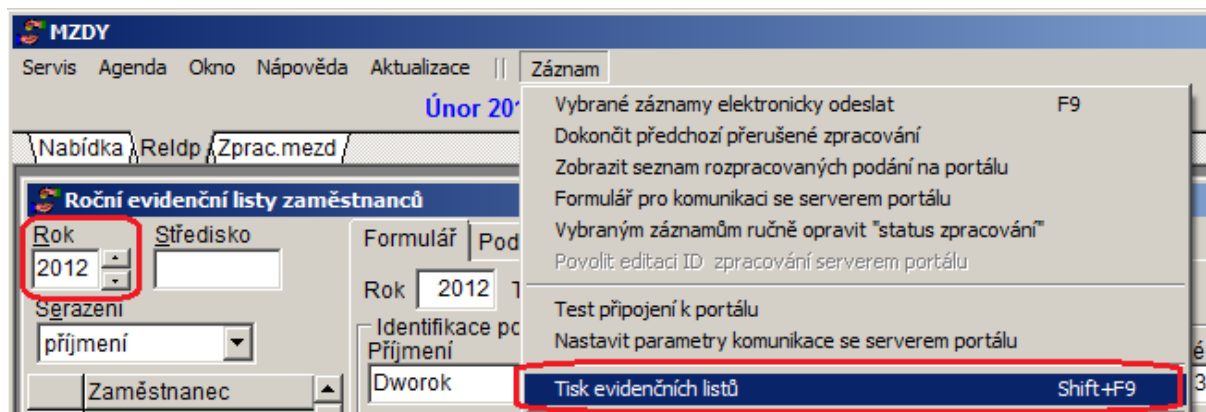 MZDY
Servis Agenda Okno Nápověda Aktualizace || Záznam
Únor 201
Nabídka Reldp Zprac.mezd
Roční evidenční listy zaměstnanců
Rok Středisko
2012
Seřazení
příjmení
Zaměstnanec
Formulář Pod
Rok 2012 T
Identifikace po
Příjmení
Dworok
Vybrané záznamy elektronicky odeslat F9
Dokončit předchozí přerušené zpracování
Zobrazit seznam rozpracovaných podání na portálu
Formulář pro komunikaci se serverem portálu
Vybraným záznamům ručně opravit "status zpracování"
Povolit editaci ID zpracování serverem portálu
Test připojení k portálu
Nastavit parametry komunikace se serverem portálu
Tisk evidenčních listů Shift+F9
é
3